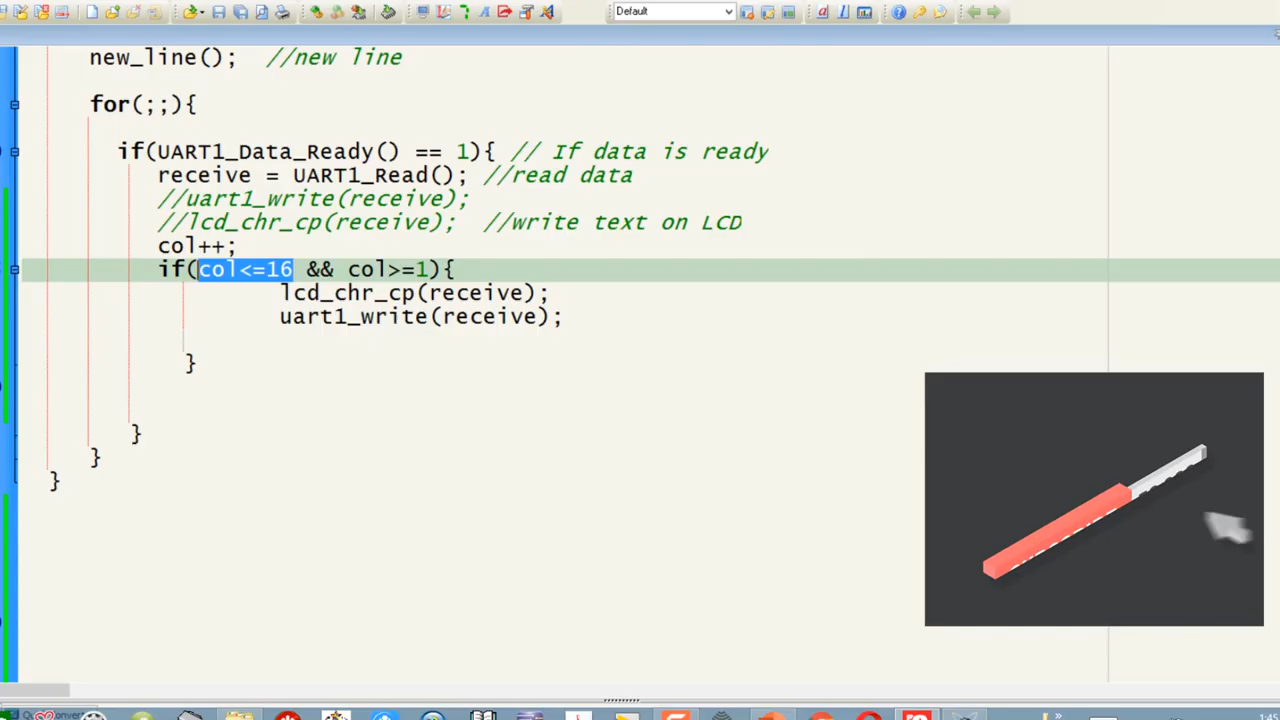 Default
new_line(); //new line
for(;;){
if(UART1_Data_Ready() == 1){ // If data is ready
receive = UART1_Read(); //read data
//uart1_write(receive);
//lcd_chr_cp(receive); //write text on LCD
col++;
if(col<=16 && col>=1){
lcd_chr_cp(receive);
uart1_write(receive);
}
}
}
}